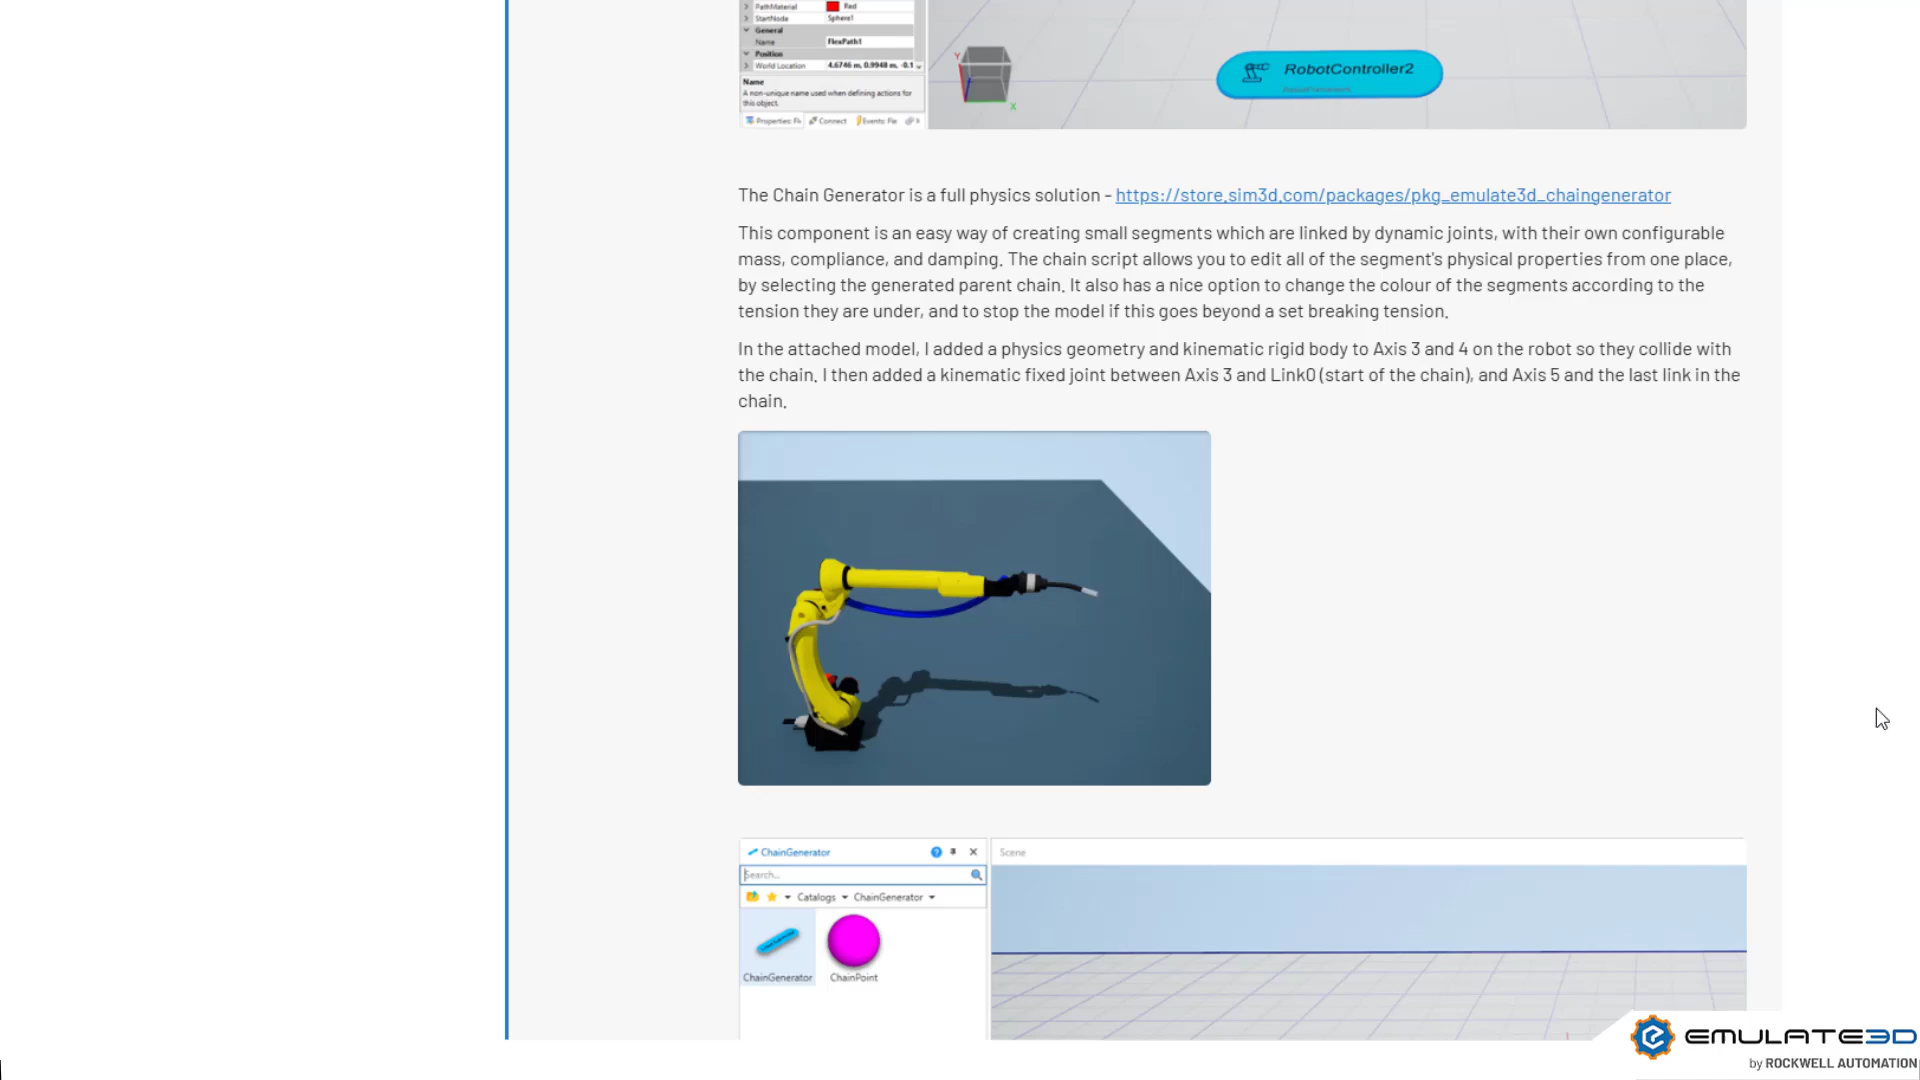 PathMaterial Red
StartNode Sphere1
General
Name FlexPath1
Position
World Location 4.6746 m, 0.9948 m, -0.1
Name
A non-unique name used when defining actions for
this object.
Properties: Fl Connect Events: Fle
Y
X
RobotController2
The Chain Generator is a full physics solution - https://store.sim3d.com/packages/pkg_emulate3d_chaingenerator
This component is an easy way of creating small segments which are linked by dynamic joints, with their own configurable
mass, compliance, and damping. The chain script allows you to edit all of the segment's physical properties from one place,
by selecting the generated parent chain. It also has a nice option to change the colour of the segments according to the
tension they are under, and to stop the model if this goes beyond a set breaking tension.
In the attached model, I added a physics geometry and kinematic rigid body to Axis 3 and 4 on the robot so they collide with
the chain. I then added a kinematic fixed joint between Axis 3 and Link0 (start of the chain), and Axis 5 and the last link in the
chain.
ChainGenerator
Search...
Catalogs ChainGenerator
ChainGenerator ChainPoint
Scene
EMULATE3D
by ROCKWELL AUTOMATION